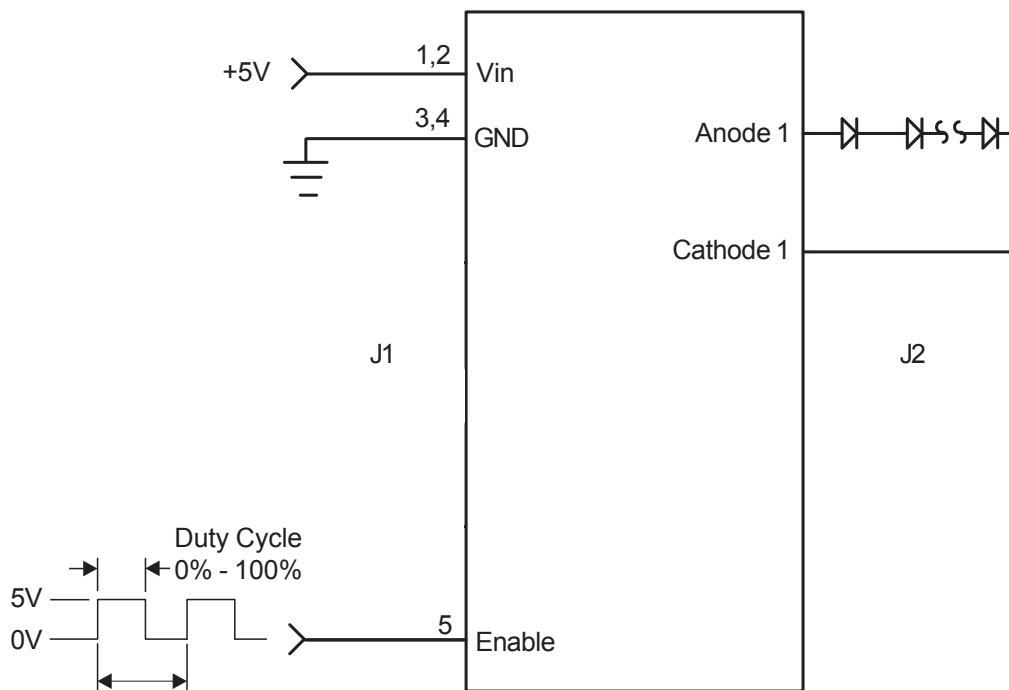 1,2
+5V
Vin
3,4
GND
Anode 1
Cathode 1
J1
J2
Duty Cycle
0% - 100%
5V
0V
5
Enable